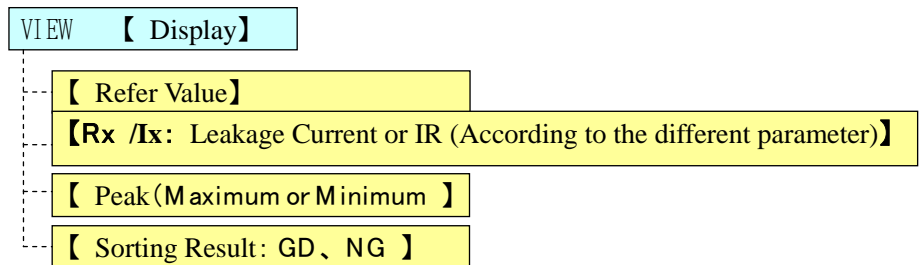 VIEW 【 Display】
【 Refer Value】
【Rx /Ix: Leakage Current or IR (According to the different parameter)】
【 Peak（Maximum or Minimum 】
【 Sorting Result: GD、NG 】